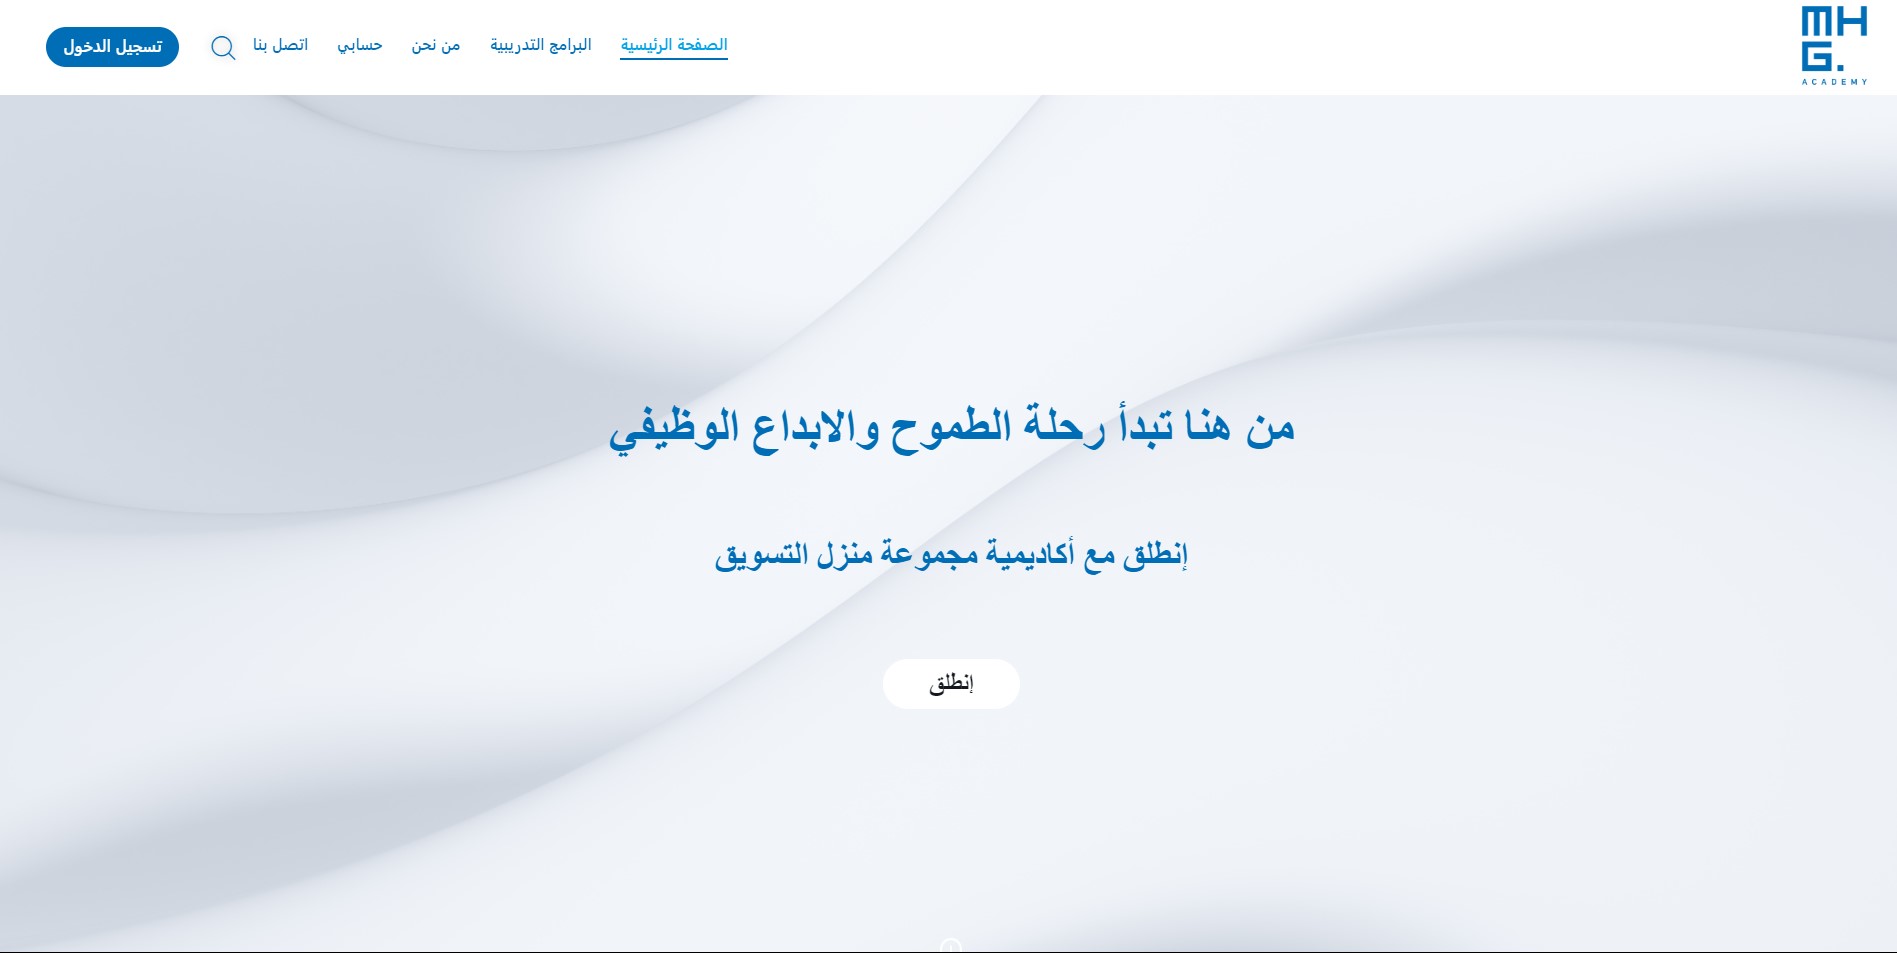 MH
G.
ACADEMY
الصفحة الرئيسية
البرامج التدريبية
من نحن
حسابي
اتصل بنا
تسجيل الدخول
من هنا تبدأ رحلة الطموح والابداع الوظيفي
إنطلق مع أكاديمية مجموعة منزل التسويق
إنطلق